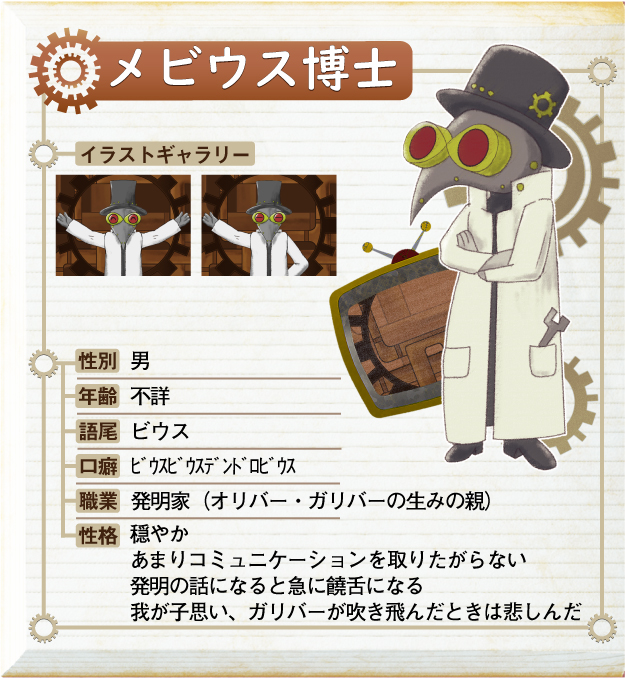 メビウス博士
イラストギャラリー
性別 男
年齢 不詳
語尾 ビウス
口癖 ﾋﾞｳｽﾋﾞｳｽﾃﾞﾝﾄﾞﾛﾋﾞｳｽ
職業 発明家（オリバー・ガリバーの生みの親）
性格 穏やか
あまりコミュニケーションを取りたがらない
発明の話になると急に饒舌になる
我が子思い、ガリバーが吹き飛んだときは悲しんだ